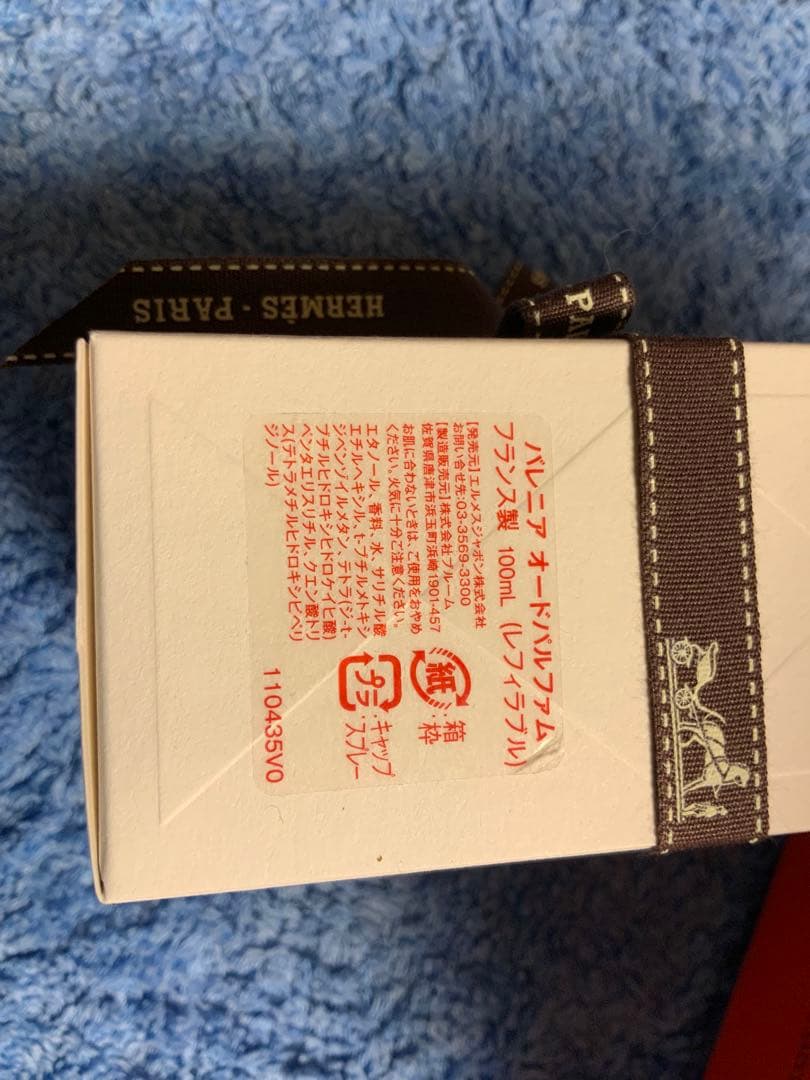 HERMÈS - PARIS
PA
バレニア オードパルファム
フランス製 100mL (レフィラブル)
【発売元】エルメスジャポン株式会社
お問い合せ先:03-3569-3300
【製造販売元】株式会社ブルーム
佐賀県唐津市浜玉町浜崎1901-457
お肌に合わないときは、ご使用をおやめ
ください。火気に十分ご注意ください。
エタノール、香料、水、サリチル酸
エチルヘキシル、t-ブチルメトキシ
ジベンゾイルメタン、テトラ(ジ-t-
ブチルヒドロキシヒドロケイヒ酸)
ペンタエリスリチル、クエン酸トリ
ス(テトラメチルヒドロキシピペリ
ジノール)
紙
:箱
枠
プラ
:キャップ
・スプレー
110435V0